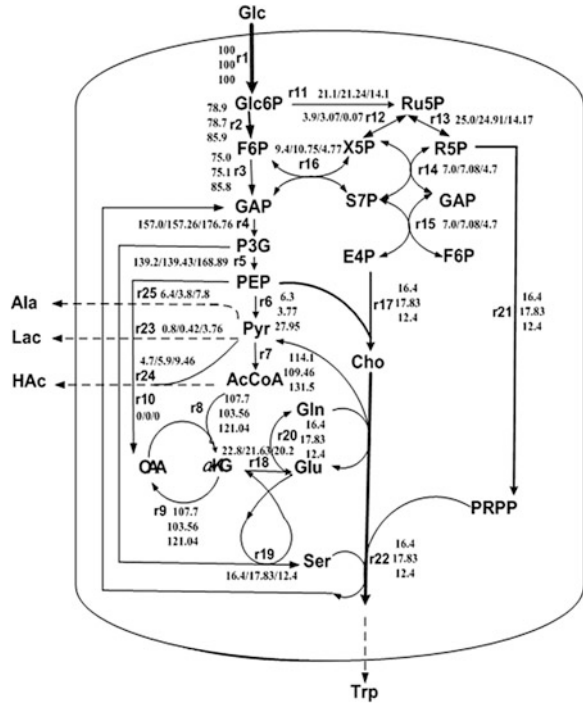 Glc
100
100
100
r1
Glc6P
r11
21.1/21.24/14.1
Ru5P
78.9
78.7
85.9
r2
3.9/3.07/0.07
r12
r13
25.0/24.91/14.17
F6P
9.4/10.75/4.77
X5P
R5P
75.0
75.1
85.8
r3
r16
r14
7.0/7.08/4.7
GAP
S7P
GAP
157.0/157.26/176.76
r4
r15
7.0/7.08/4.7
P3G
139.2/139.43/168.89
r5
E4P
F6P
PEP
r25
6.4/3.8/7.8
r6
6.3
3.77
27.95
r17
16.4
17.83
12.4
r21
16.4
17.83
12.4
Ala
r23
0.8/0.42/3.76
Pyr
Lac
4.7/5.9/9.46
r7
114.1
109.46
131.5
Cho
HAc
r24
AcCoA
r10
0/0/0
r8
107.7
103.56
121.04
Gln
16.4
17.83
12.4
r20
22.8/21.63/20.2
OAA
αKG
r18
Glu
r9
107.7
103.56
121.04
PRPP
r19
16.4/17.83/12.4
Ser
r22
16.4
17.83
12.4
Trp